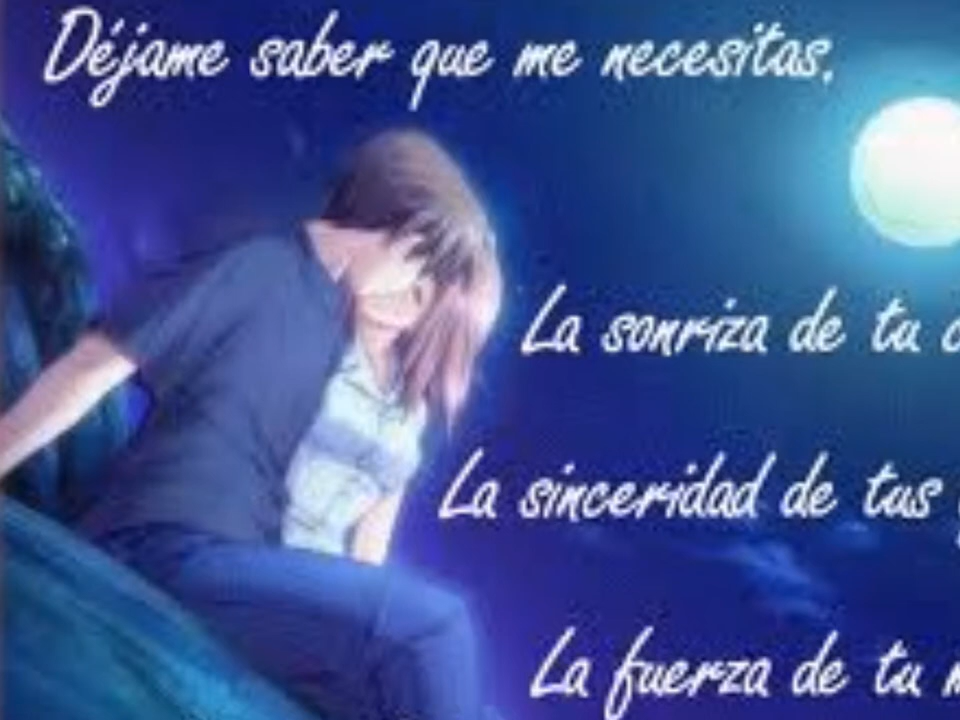 Déjame saber que me necesitas.
La sonriza de tu
La sinceridad de tus
La fuerza de tu